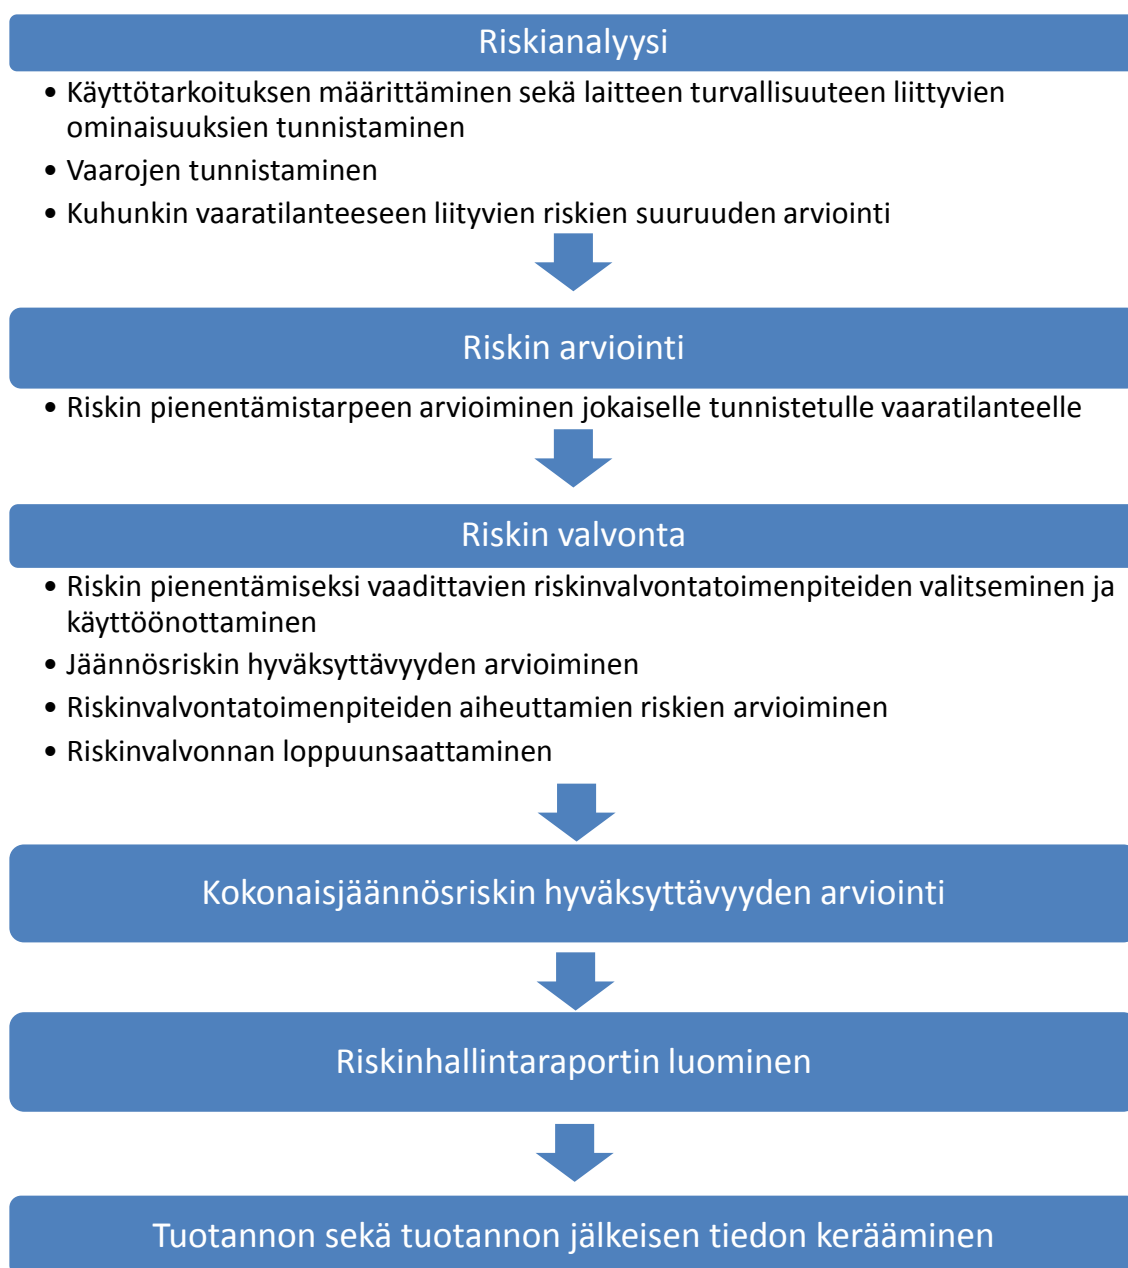 Riskianalyysi
• Käyttötarkoituksen määrittäminen sekä laitteen turvallisuuteen liittyvien
ominaisuuksien tunnistaminen
• Vaarojen tunnistaminen
• Kuhunkin vaaratilanteeseen liityvien riskien suuruuden arviointi
Riskin arviointi
• Riskin pienentämistarpeen arvioiminen jokaiselle tunnistetulle vaaratilanteelle
Riskin valvonta
• Riskin pienentämiseksi vaadittavien riskinvalvontatoimenpiteiden valitseminen ja
käyttöönottaminen
• Jäännösriskin hyväksyttävyyden arvioiminen
• Riskinvalvontatoimenpiteiden aiheuttamien riskien arvioiminen
• Riskinvalvonnan loppuunsaattaminen
Kokonaisjäännösriskin hyväksyttävyyden arviointi
Riskinhallintaraportin luominen
Tuotannon sekä tuotannon jälkeisen tiedon kerääminen